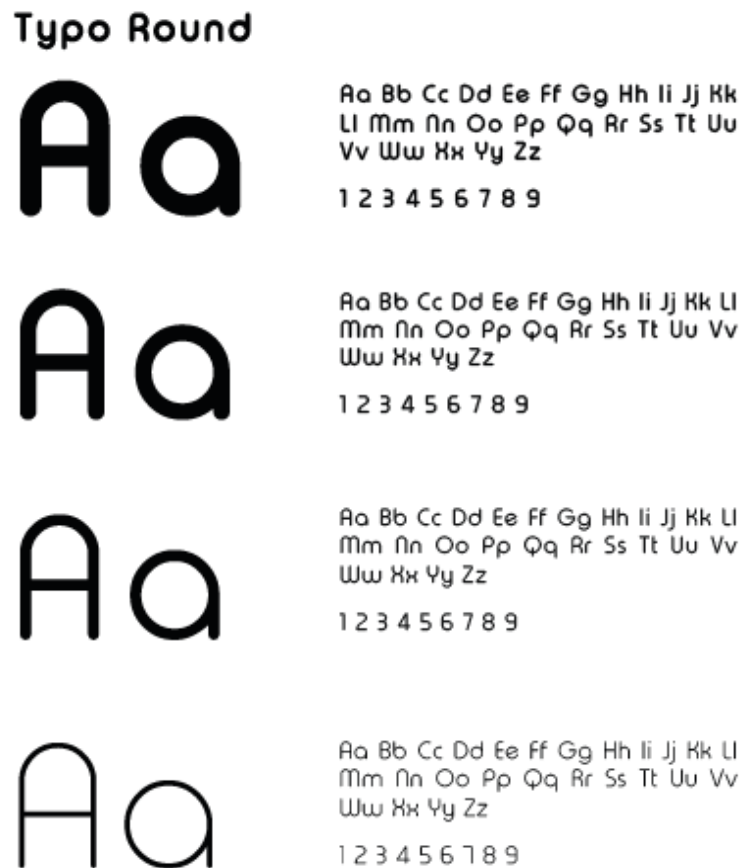 Typo Round
Aa
Aa Bb Cc Dd Ee Ff Gg Hh Ii Jj Kk
Ll Mm Nn Oo Pp Qq Rr Ss Tt Uu
Vv Ww Xx Yy Zz
1 2 3 4 5 6 7 8 9
Aa
Aa Bb Cc Dd Ee Ff Gg Hh Ii Jj Kk Ll
Mm Nn Oo Pp Qq Rr Ss Tt Uu Vv
Ww Xx Yy Zz
1 2 3 4 5 6 7 8 9
Aa
Aa Bb Cc Dd Ee Ff Gg Hh Ii Jj Kk Ll
Mm Nn Oo Pp Qq Rr Ss Tt Uu Vv
Ww Xx Yy Zz
1 2 3 4 5 6 7 8 9
Aa
Aa Bb Cc Dd Ee Ff Gg Hh Ii Jj Kk Ll
Mm Nn Oo Pp Qq Rr Ss Tt Uu Vv
Ww Xx Yy Zz
1 2 3 4 5 6 7 8 9